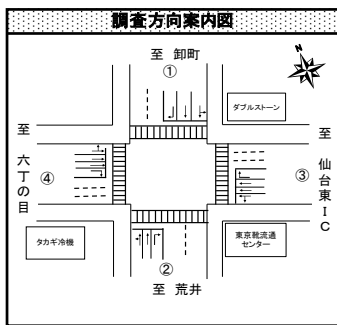 調査方向案内図
至 卸町
①
N
ダブルストーン
至 六丁の目
④
至 仙台東IC
③
タカギ冷機
東京靴流通
センター
②
至 荒井